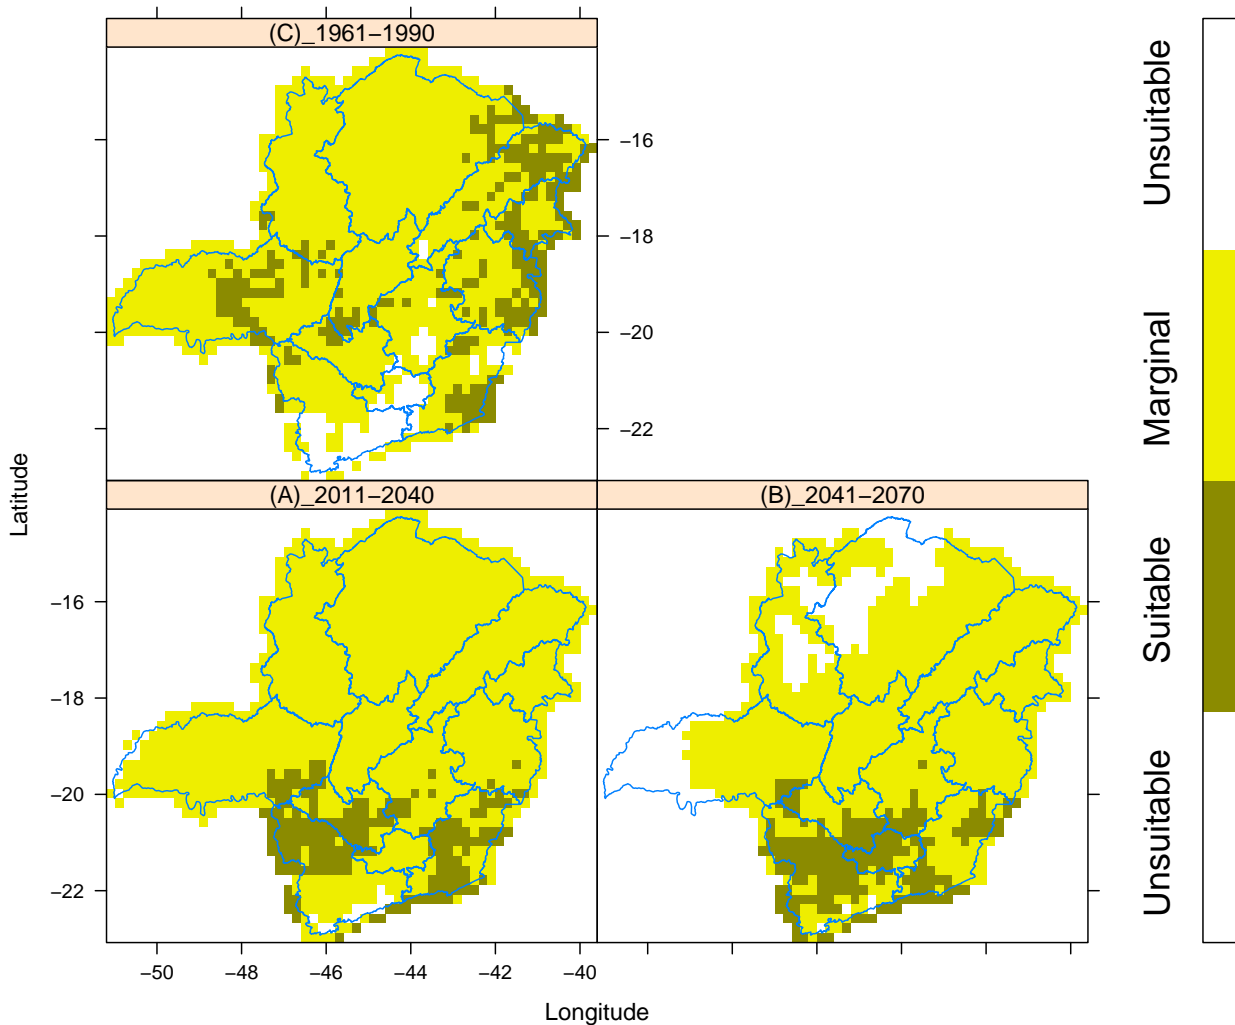 (C)_1961–1990
−16
−18
−20
−22
−16
−18
−20
−22
(A)_2011–2040
(B)_2041–2070
−50
−48
−46
−44
−42
−40
Longitude
Latitude
Unsuitable
Marginal
Suitable
Unsuitable